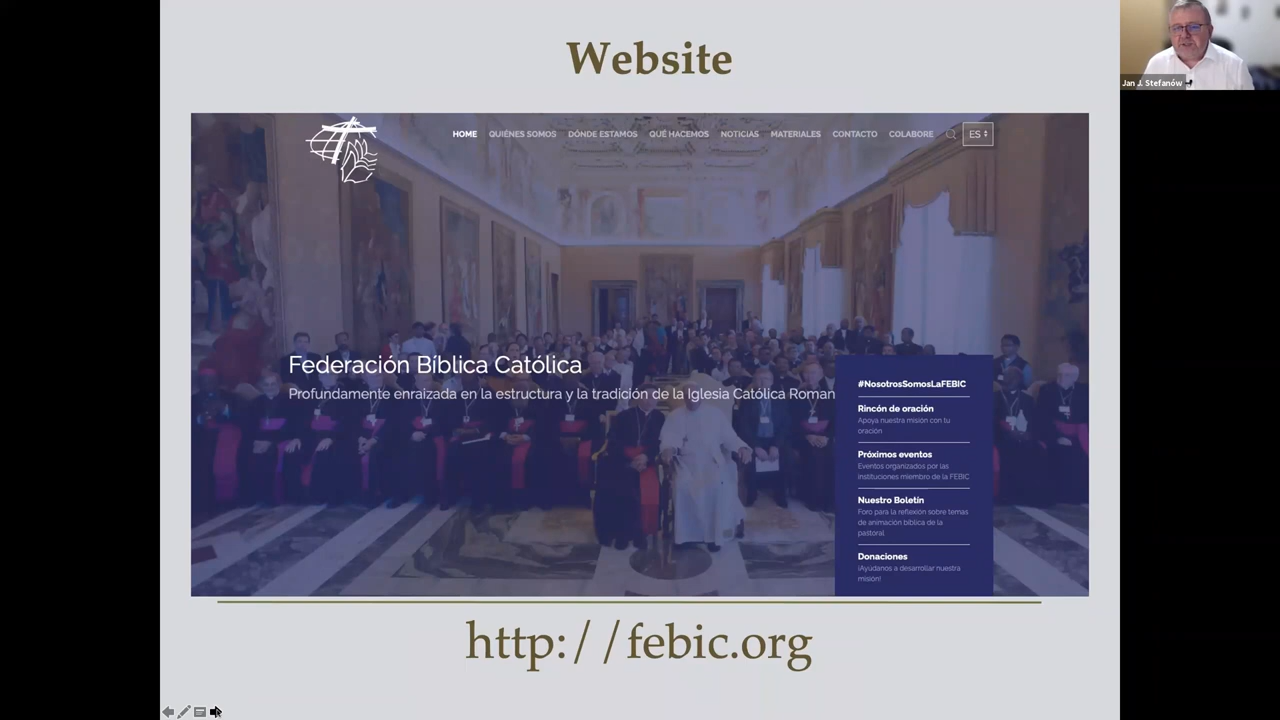 Website
HOME QUIÉNES SOMOS DÓNDE ESTAMOS QUÉ HACEMOS NOTICIAS MATERIALES CONTACTO COLABORE ES
Federación Bíblica Católica
Profundamente enraizada en la estructura y la tradición de la Iglesia Católica Roman
#NosotrosSomosLaFEBIC
Rincón de oración
Apoya nuestra misión con tu
oración
Próximos eventos
Eventos organizados por las
instituciones miembro de la FEBIC
Nuestro Boletín
Foro para la reflexión sobre temas
de animación bíblica de la
pastoral
Donaciones
¡Ayúdanos a desarrollar nuestra
misión!
http://febic.org
Jan J. Stefanów